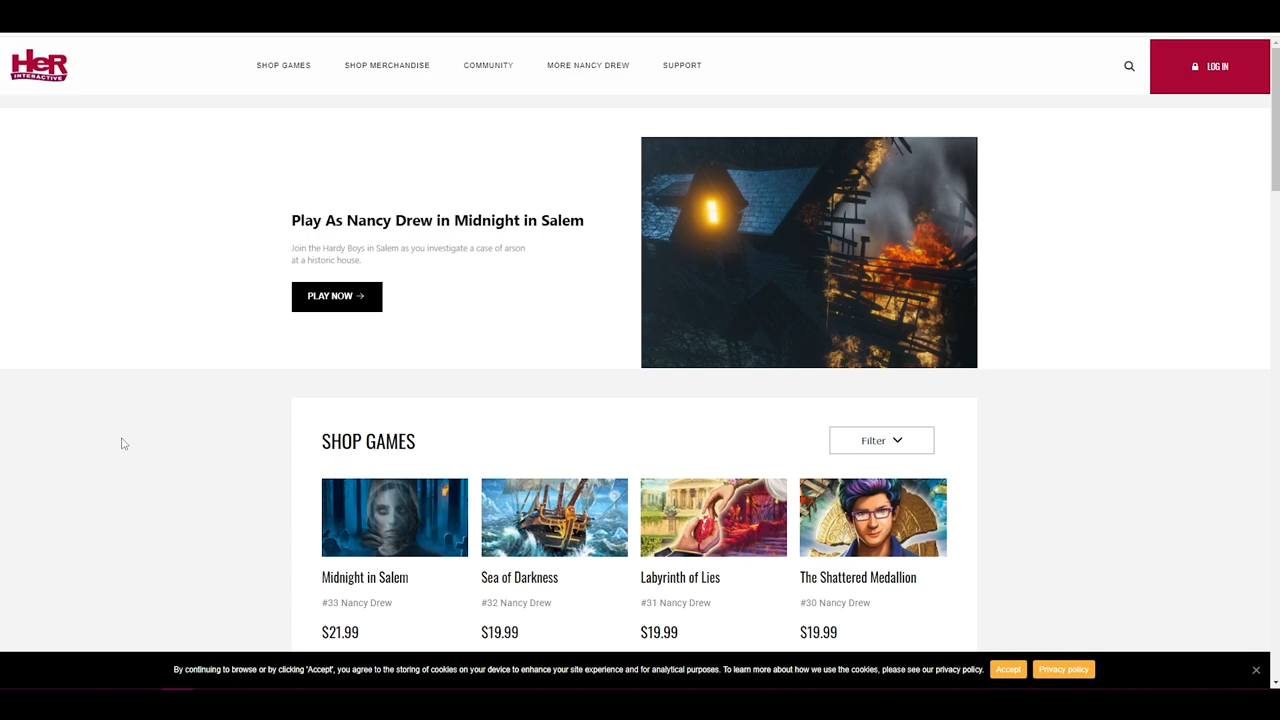 HeR
INTERACTIVE
SHOP GAMES
SHOP MERCHANDISE
COMMUNITY
MORE NANCY DREW
SUPPORT
LOG IN
Play As Nancy Drew in Midnight in Salem
Join the Hardy Boys in Salem as you investigate a case of arson
at a historic house.
PLAY NOW →
SHOP GAMES
Filter
Midnight in Salem
#33 Nancy Drew
$21.99
Sea of Darkness
#32 Nancy Drew
$19.99
Labyrinth of Lies
#31 Nancy Drew
$19.99
The Shattered Medallion
#30 Nancy Drew
$19.99
By continuing to browse or by clicking 'Accept', you agree to the storing of cookies on your device to enhance your site experience and for analytical purposes. To learn more about how we use the cookies, please see our privacy policy.
Accept
Privacy policy